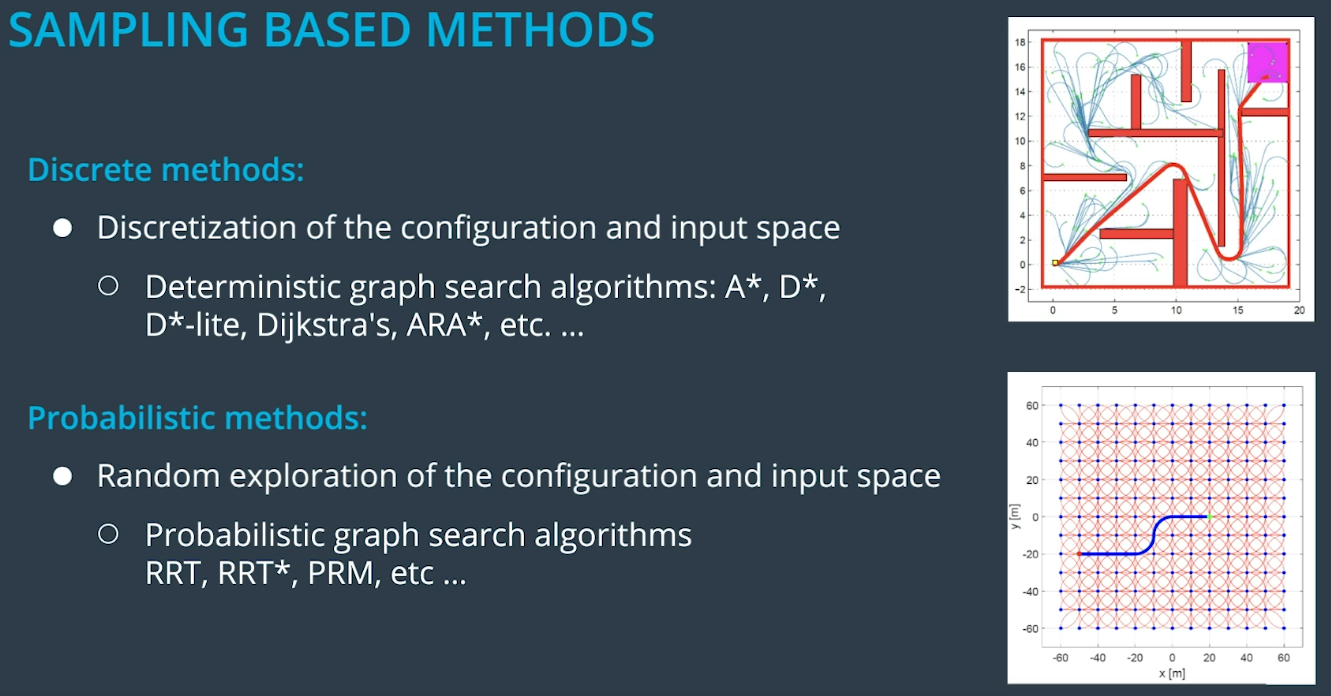 SAMPLING BASED METHODS
Discrete methods:
● Discretization of the configuration and input space
○ Deterministic graph search algorithms: A*, D*,
D*-lite, Dijkstra's, ARA*, etc. ...
Probabilistic methods:
● Random exploration of the configuration and input space
○ Probabilistic graph search algorithms
RRT, RRT*, PRM, etc ...
18
16
14
12
10
8
6
4
2
0
-2
0 5 10 15 20
60
40
20
0
-20
-40
-60
y [m]
-60 -40 -20 0 20 40 60
x [m]